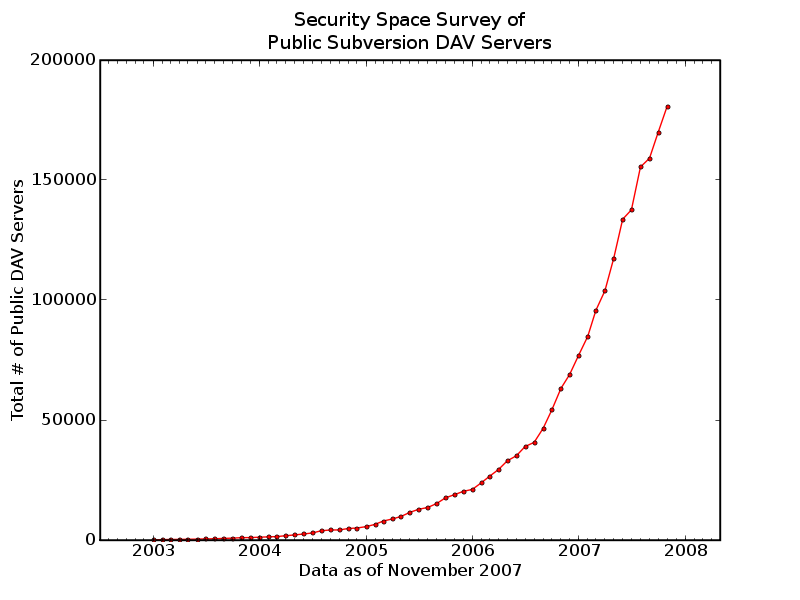 Security Space Survey of
Public Subversion DAV Servers
Total # of Public DAV Servers
200000
150000
100000
50000
0
2003 2004 2005 2006 2007 2008
Data as of November 2007